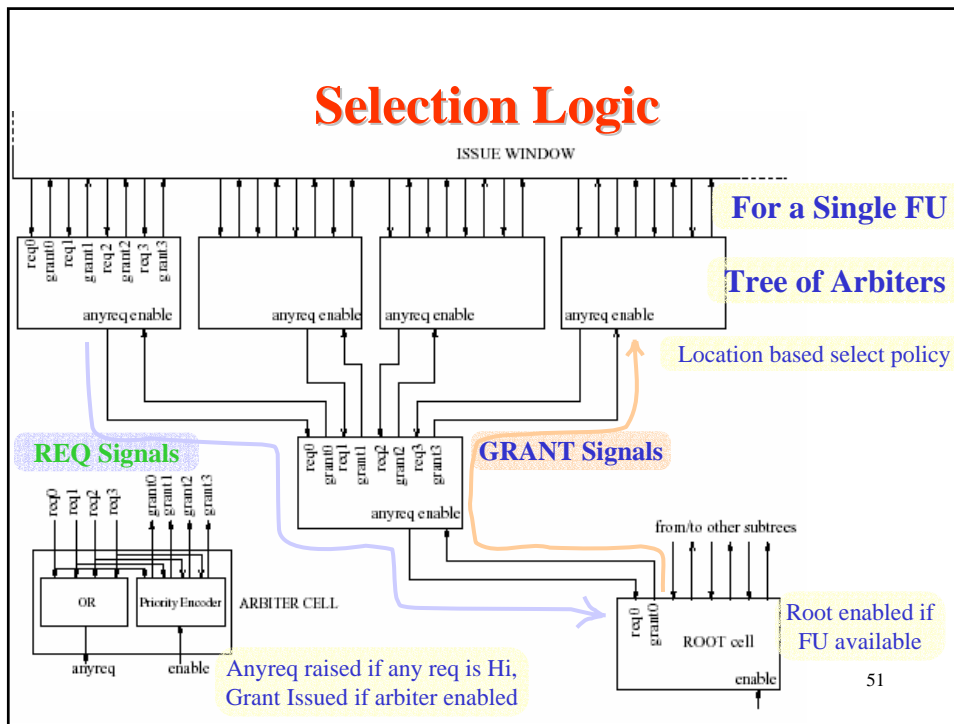 Selection Logic
ISSUE WINDOW
For a Single FU
req0 grant0 req1 grant1 req2 grant2 req3 grant3
Tree of Arbiters
anyreq enable
anyreq enable
anyreq enable
anyreq enable
Location based select policy
REQ Signals
req0 grant0 req1 grant1 req2 grant2 req3 grant3
GRANT Signals
req0 req1 req2 req3 grant0 grant1 grant2 grant3
anyreq enable
from/to other subtrees
OR
Priority Encoder
ARBITER CELL
req0 grant0
ROOT cell
Root enabled if
FU available
anyreq
enable
Anyreq raised if any req is Hi,
Grant Issued if arbiter enabled
enable
51